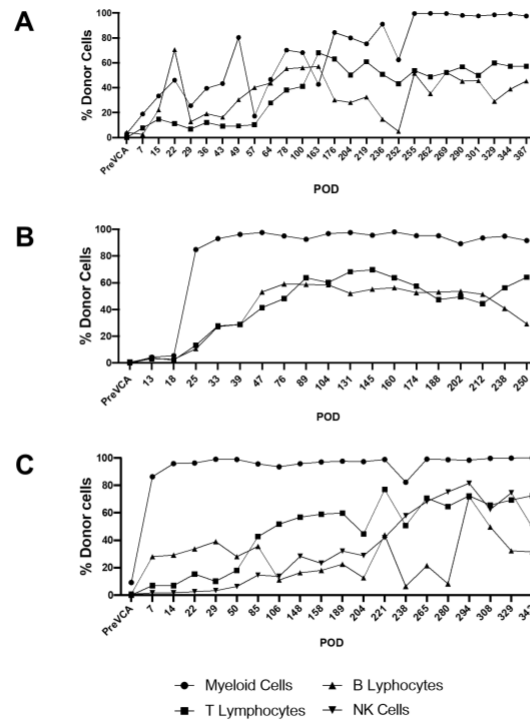 A
% Donor Cells
100
80
60
40
20
0
PreVCA 7 15 22 29 36 43 49 57 64 78 100 163 176 204 219 236 252 255 262 269 290 301 329 344 387
POD
B
% Donor Cells
100
80
60
40
20
0
PreVCA 13 18 25 33 39 47 76 89 104 131 145 160 174 188 202 212 238 250
POD
C
% Donor cells
100
80
60
40
20
0
PreVCA 7 14 22 29 50 85 106 148 158 189 204 221 238 265 280 294 308 329
POD
Myeloid Cells
B Lyphocytes
T Lymphocytes
NK Cells